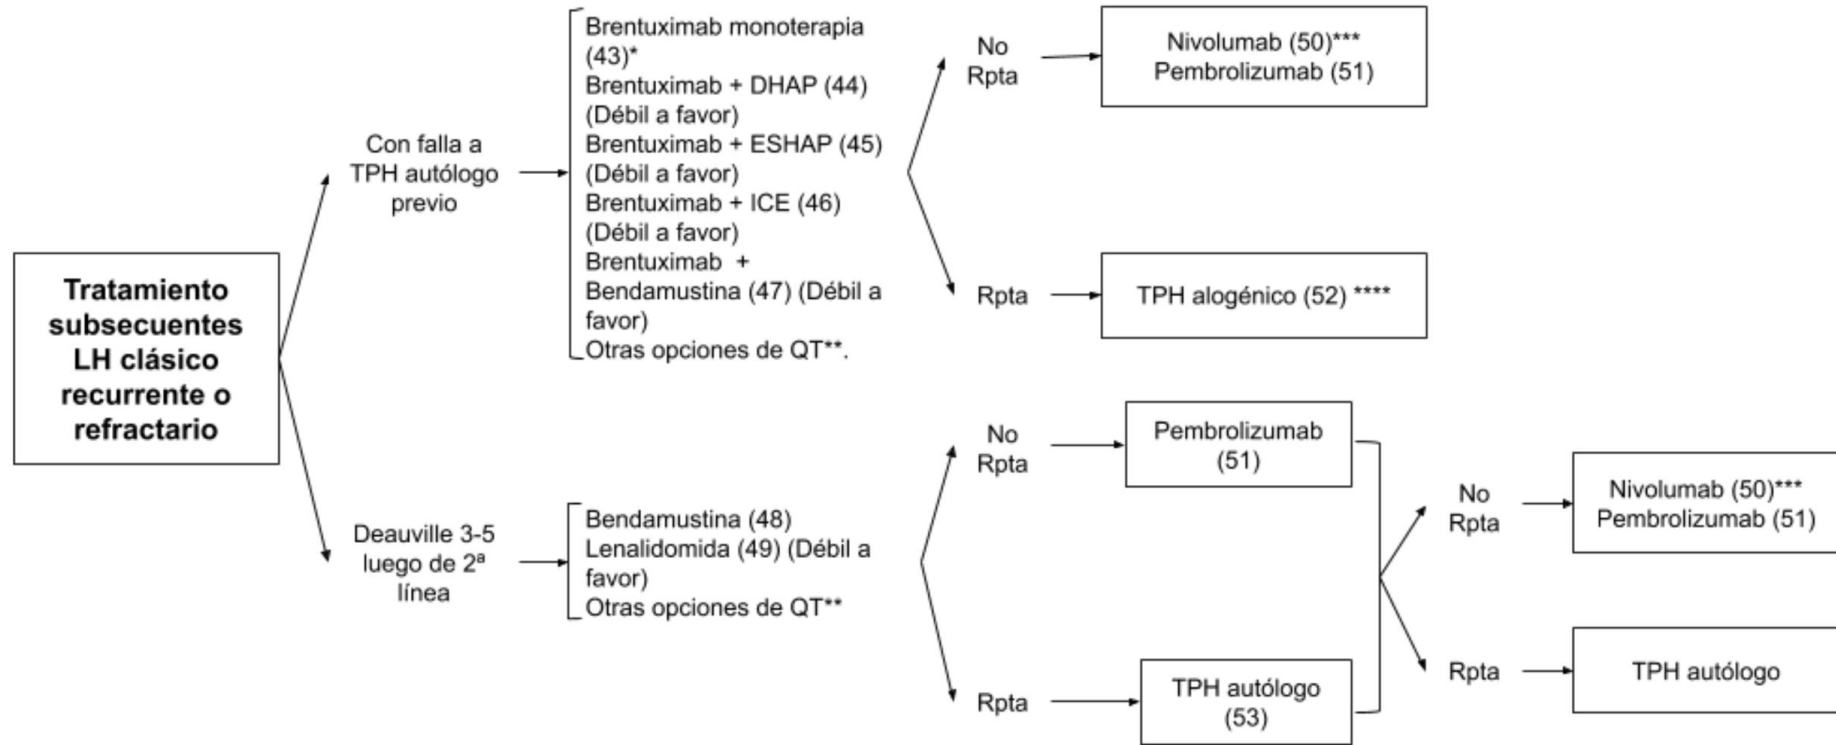 Tratamiento
subsecuentes
LH clásico
recurrente o
refractario
Con falla a
TPH autólogo
previo
Brentuximab monoterapia
(43)*
Brentuximab + DHAP (44)
(Débil a favor)
Brentuximab + ESHAP (45)
(Débil a favor)
Brentuximab + ICE (46)
(Débil a favor)
Brentuximab +
Bendamustina (47) (Débil a
favor)
Otras opciones de QT**.
No
Rpta
Nivolumab (50)***
Pembrolizumab (51)
Rpta
TPH alogénico (52) ****
Deauville 3-5
luego de 2ª
línea
Bendamustina (48)
Lenalidomida (49) (Débil a
favor)
Otras opciones de QT**
No
Rpta
Pembrolizumab
(51)
Rpta
TPH autólogo
(53)
No
Rpta
Nivolumab (50)***
Pembrolizumab (51)
Rpta
TPH autólogo